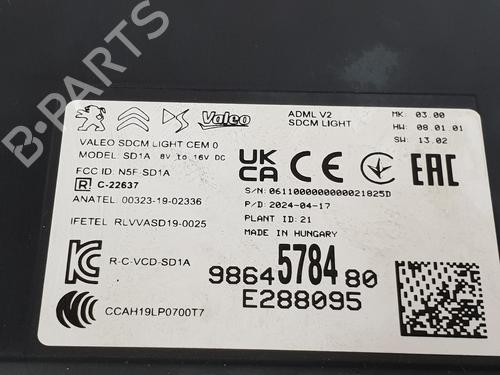 B-PARTS
Valeo
ADML V2
SDCM LIGHT
MK: 03.00
HW: 08.01.01
SW: 13.02
VALEO SDCM LIGHT CEM 0
MODEL: SD1A 8V to 16V DC
FCC ID: N5F-SD1A
R C-22637
ANATEL: 00323-19-02336
IFETEL: RLVVASD19-0025
UK
CA
CE
EAC
S/N: 0611000000000021825D
P/D: 2024-04-17
PLANT ID: 21
MADE IN HUNGARY
R-C-VCD-SD1A
CCAH19LP0700T7
98645784 80
E288095